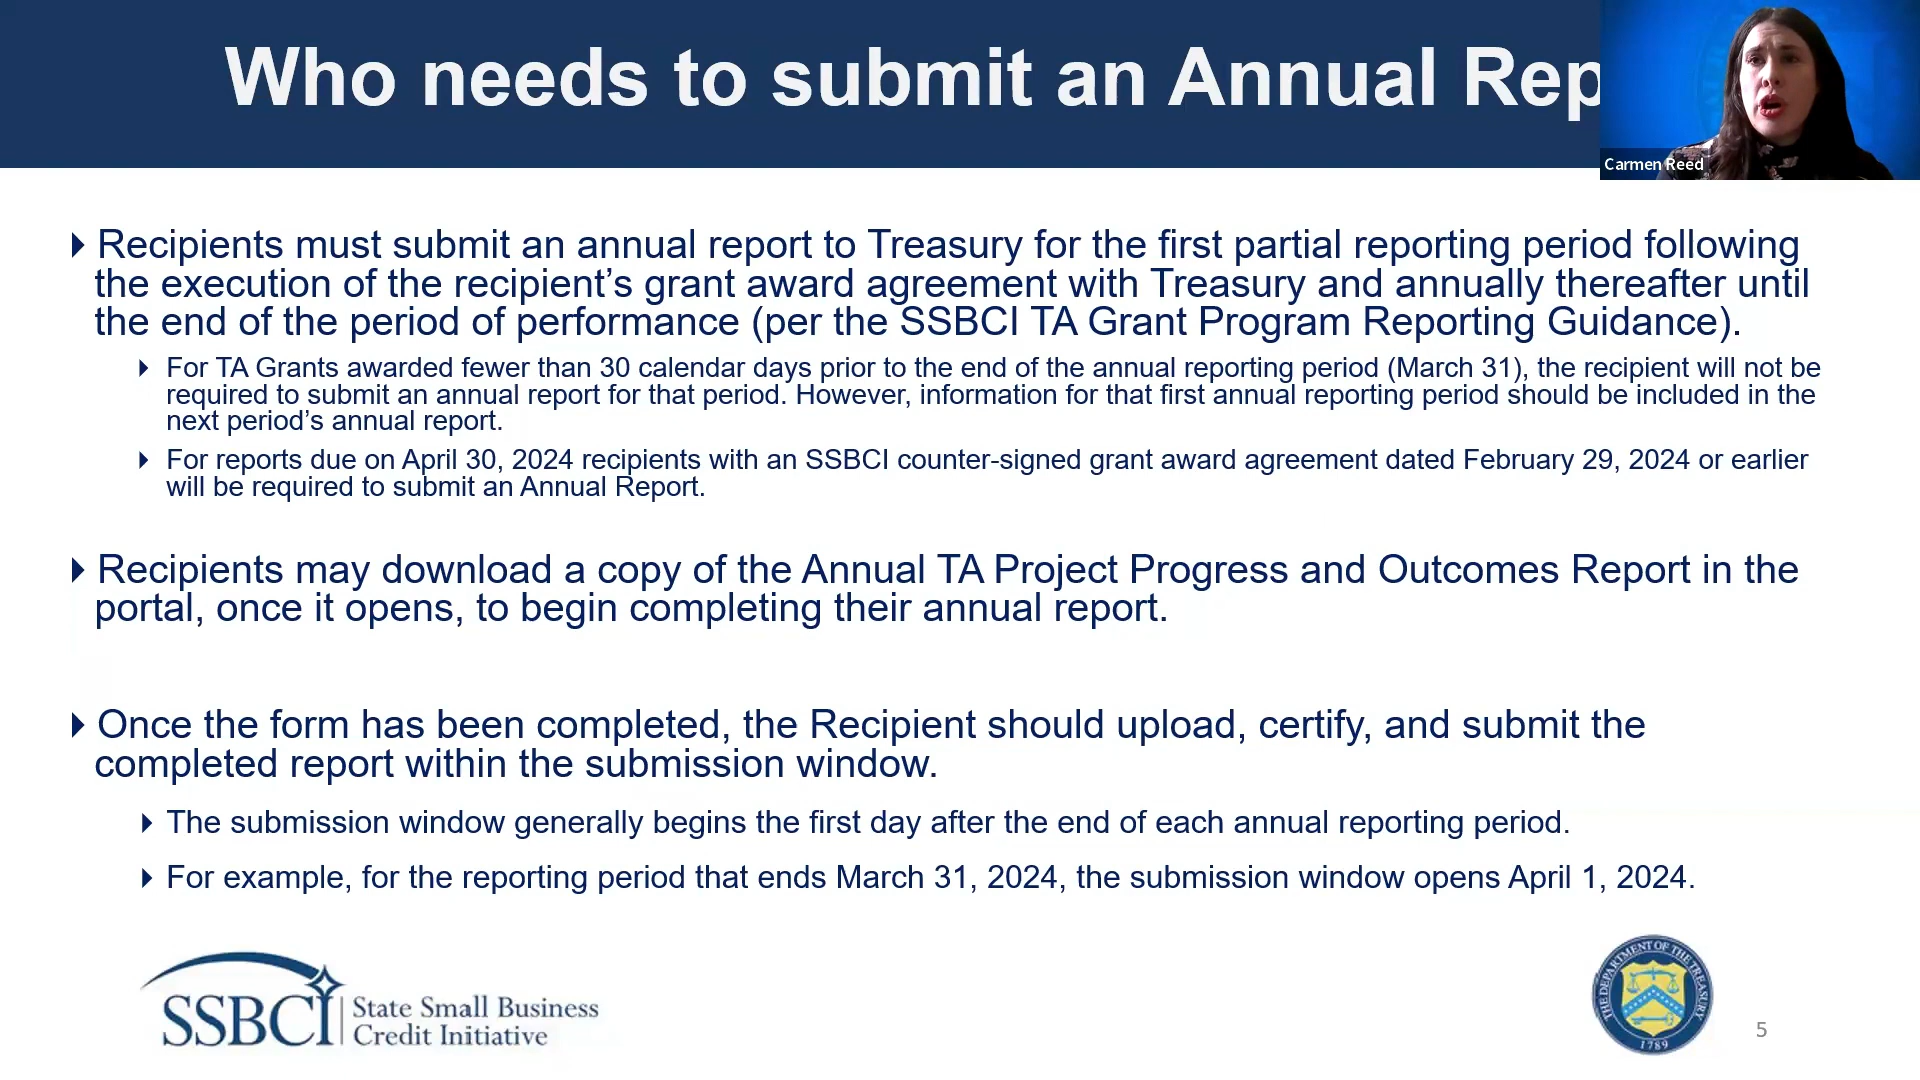 Who needs to submit an Annual Rep
Carmen Reed
Recipients must submit an annual report to Treasury for the first partial reporting period following
the execution of the recipient’s grant award agreement with Treasury and annually thereafter until
the end of the period of performance (per the SSBCI TA Grant Program Reporting Guidance).
For TA Grants awarded fewer than 30 calendar days prior to the end of the annual reporting period (March 31), the recipient will not be
required to submit an annual report for that period. However, information for that first annual reporting period should be included in the
next period’s annual report.
For reports due on April 30, 2024 recipients with an SSBCI counter-signed grant award agreement dated February 29, 2024 or earlier
will be required to submit an Annual Report.
Recipients may download a copy of the Annual TA Project Progress and Outcomes Report in the
portal, once it opens, to begin completing their annual report.
Once the form has been completed, the Recipient should upload, certify, and submit the
completed report within the submission window.
The submission window generally begins the first day after the end of each annual reporting period.
For example, for the reporting period that ends March 31, 2024, the submission window opens April 1, 2024.
SSBCI
State Small Business
Credit Initiative
THE DEPARTMENT OF THE TREASURY
1789
5